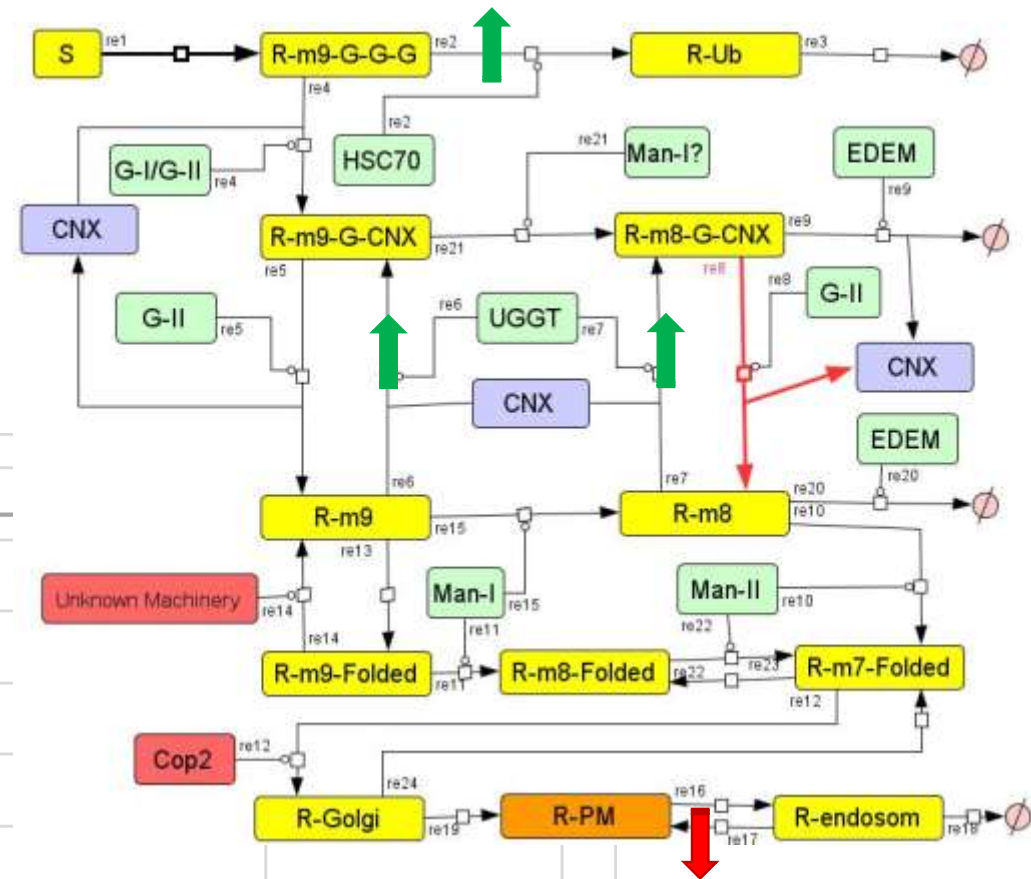 S
re1
R-m9-G-G-G
re2
R-Ub
re3
re4
re2
HSC70
re21
Man-I?
EDEM
re9
G-I/G-II
re4
CNX
R-m9-G-CNX
re21
R-m8-G-CNX
re9
re5
re8
re8
G-II
G-II
re5
re6
UGGT
re7
CNX
CNX
EDEM
re20
re6
re7
R-m9
re15
R-m8
re20
re10
re13
Unknown Machinery
re14
Man-I
re15
Man-II
re10
re11
re22
re14
R-m9-Folded
re11
R-m8-Folded
re22
re23
R-m7-Folded
re12
Cop2
re12
re24
re16
R-Golgi
re19
R-PM
re17
R-endosom
re18